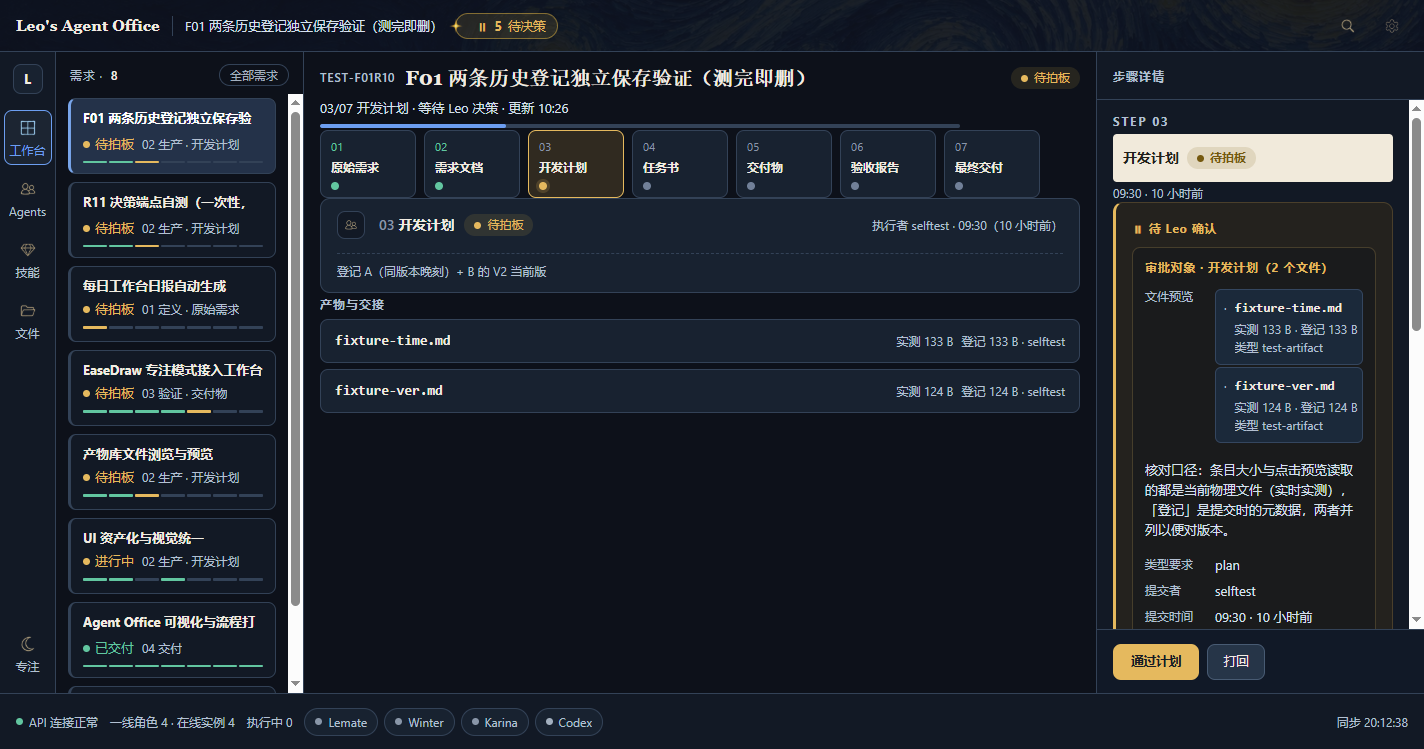 Leo's Agent Office
F01 两条历史登记独立保存验证（测完即删）
5 待决策
L
工作台
Agents
技能
文件
专注
需求 · 8
全部需求
F01 两条历史登记独立保存验
待拍板 02 生产 · 开发计划
R11 决策端点自测（一次性，
待拍板 02 生产 · 开发计划
每日工作台日报自动生成
待拍板 01 定义 · 原始需求
EaseDraw 专注模式接入工作台
待拍板 03 验证 · 交付物
产物库文件浏览与预览
待拍板 02 生产 · 开发计划
UI 资产化与视觉统一
进行中 02 生产 · 开发计划
Agent Office 可视化与流程打
已交付 04 交付
TEST-F01R10 F01 两条历史登记独立保存验证（测完即删）
待拍板
03/07 开发计划 · 等待 Leo 决策 · 更新 10:26
01
原始需求
02
需求文档
03
开发计划
04
任务书
05
交付物
06
验收报告
07
最终交付
03 开发计划 待拍板
执行者 selftest · 09:30（10 小时前）
登记 A（同版本晚刻）+ B 的 V2 当前版
产物与交接
fixture-time.md
实测 133 B 登记 133 B · selftest
fixture-ver.md
实测 124 B 登记 124 B · selftest
步骤详情
STEP 03
开发计划 待拍板
09:30 · 10 小时前
待 Leo 确认
审批对象 · 开发计划（2 个文件）
文件预览
· fixture-time.md
实测 133 B · 登记 133 B
类型 test-artifact
· fixture-ver.md
实测 124 B · 登记 124 B
类型 test-artifact
核对口径：条目大小与点击预览读取
的都是当前物理文件（实时实测），
「登记」是提交时的元数据，两者并
列以便对版本。
类型要求 plan
提交者 selftest
提交时间 09:30 · 10 小时前
通过计划
打回
API 连接正常 一线角色 4 · 在线实例 4 执行中 0
Lemate
Winter
Karina
Codex
同步 20:12:38